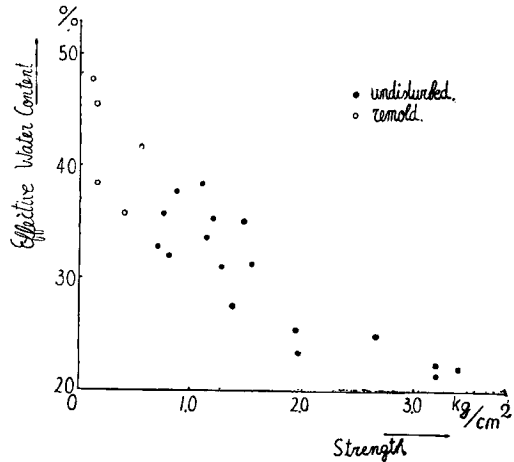 %
50
40
30
20
Effective Water Content
undisturbed.
remold.
0 1.0 2.0 3.0 kg/cm²
Strength